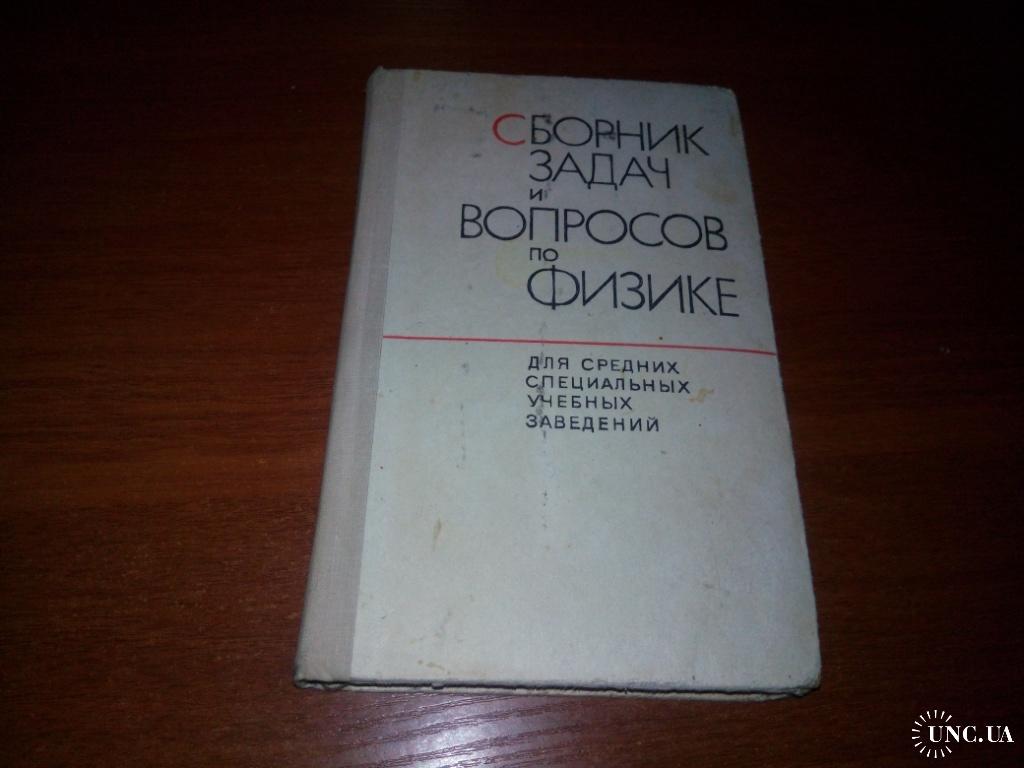 СБОРНИК
ЗАДАЧ
и
ВОПРОСОВ
по
ФИЗИКЕ
ДЛЯ СРЕДНИХ
СПЕЦИАЛЬНЫХ
УЧЕБНЫХ
ЗАВЕДЕНИЙ
UNC.UA